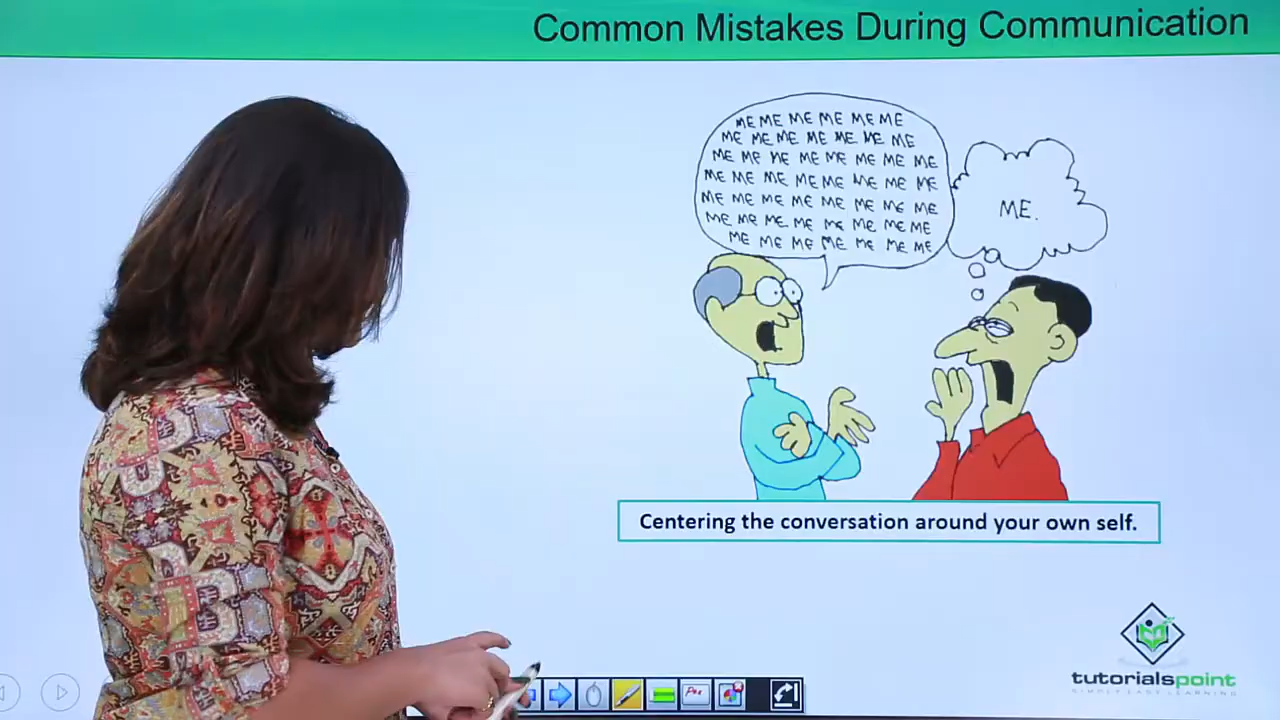 Common Mistakes During Communication
ME ME ME ME ME ME
ME ME ME ME ME ME ME
ME ME ME ME ME ME ME ME
ME ME ME ME ME ME ME ME
ME ME ME ME ME ME ME ME
ME ME ME ME ME ME ME ME
ME ME ME ME ME ME ME
ME.
Centering the conversation around your own self.
tutorialspoint
SIMPLY EASY LEARNING